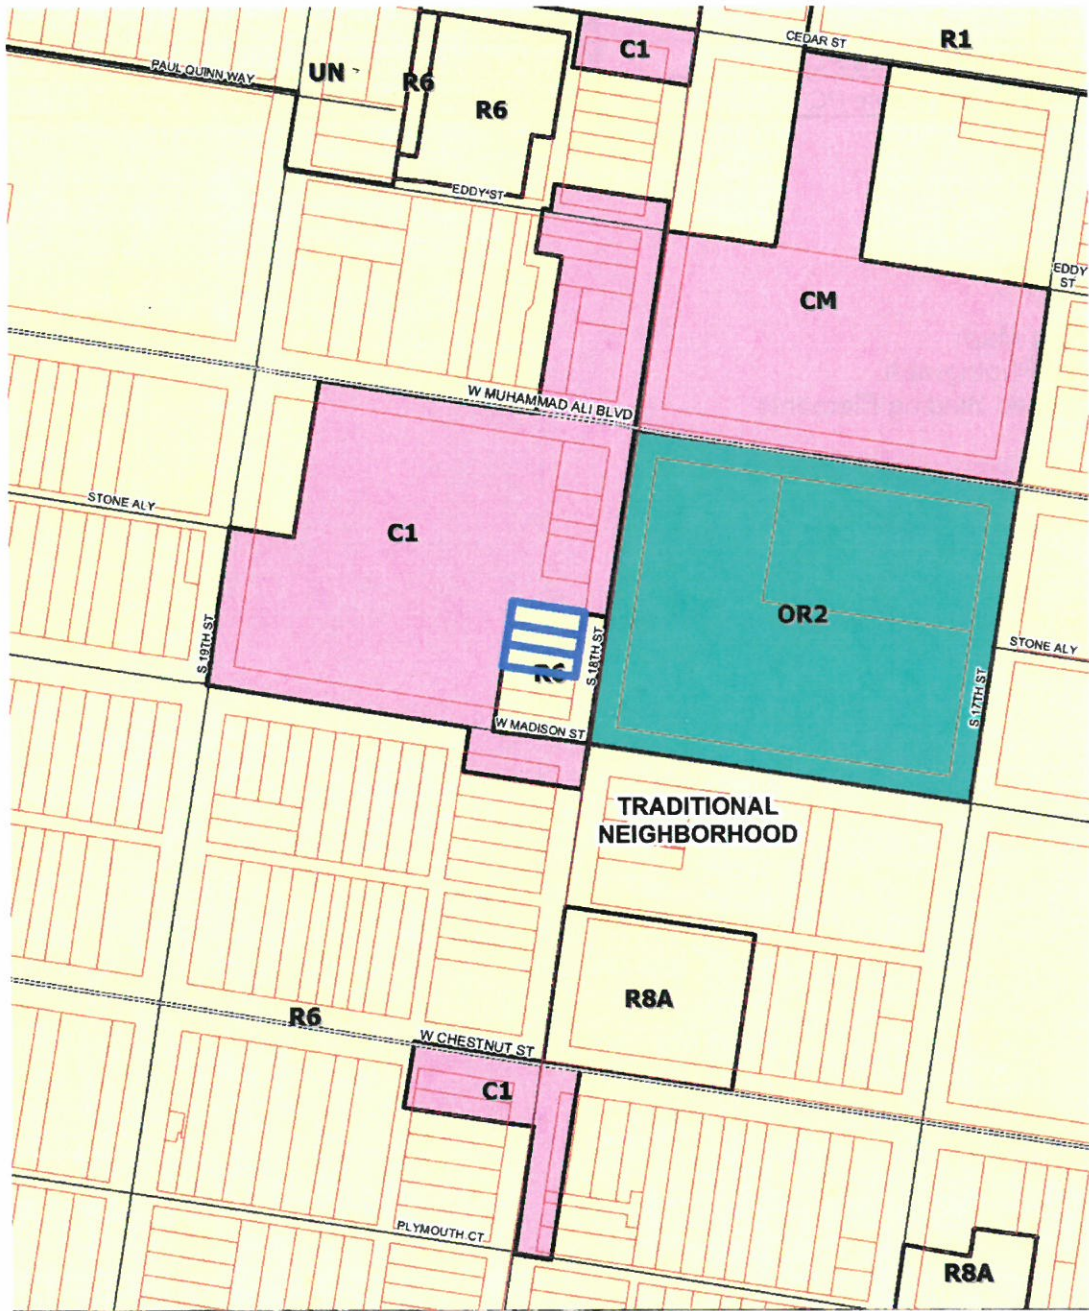 CEDAR ST
R1
C1
PAUL QUINN WAY
UN
R6
R6
EDDY ST
EDDY
ST
CM
W MUHAMMAD ALI BLVD
STONE ALY
C1
OR2
S 19TH ST
S 18TH ST
R6
STONE ALY
S 17TH ST
W MADISON ST
TRADITIONAL
NEIGHBORHOOD
R8A
R6
W CHESTNUT ST
C1
PLYMOUTH CT
R8A